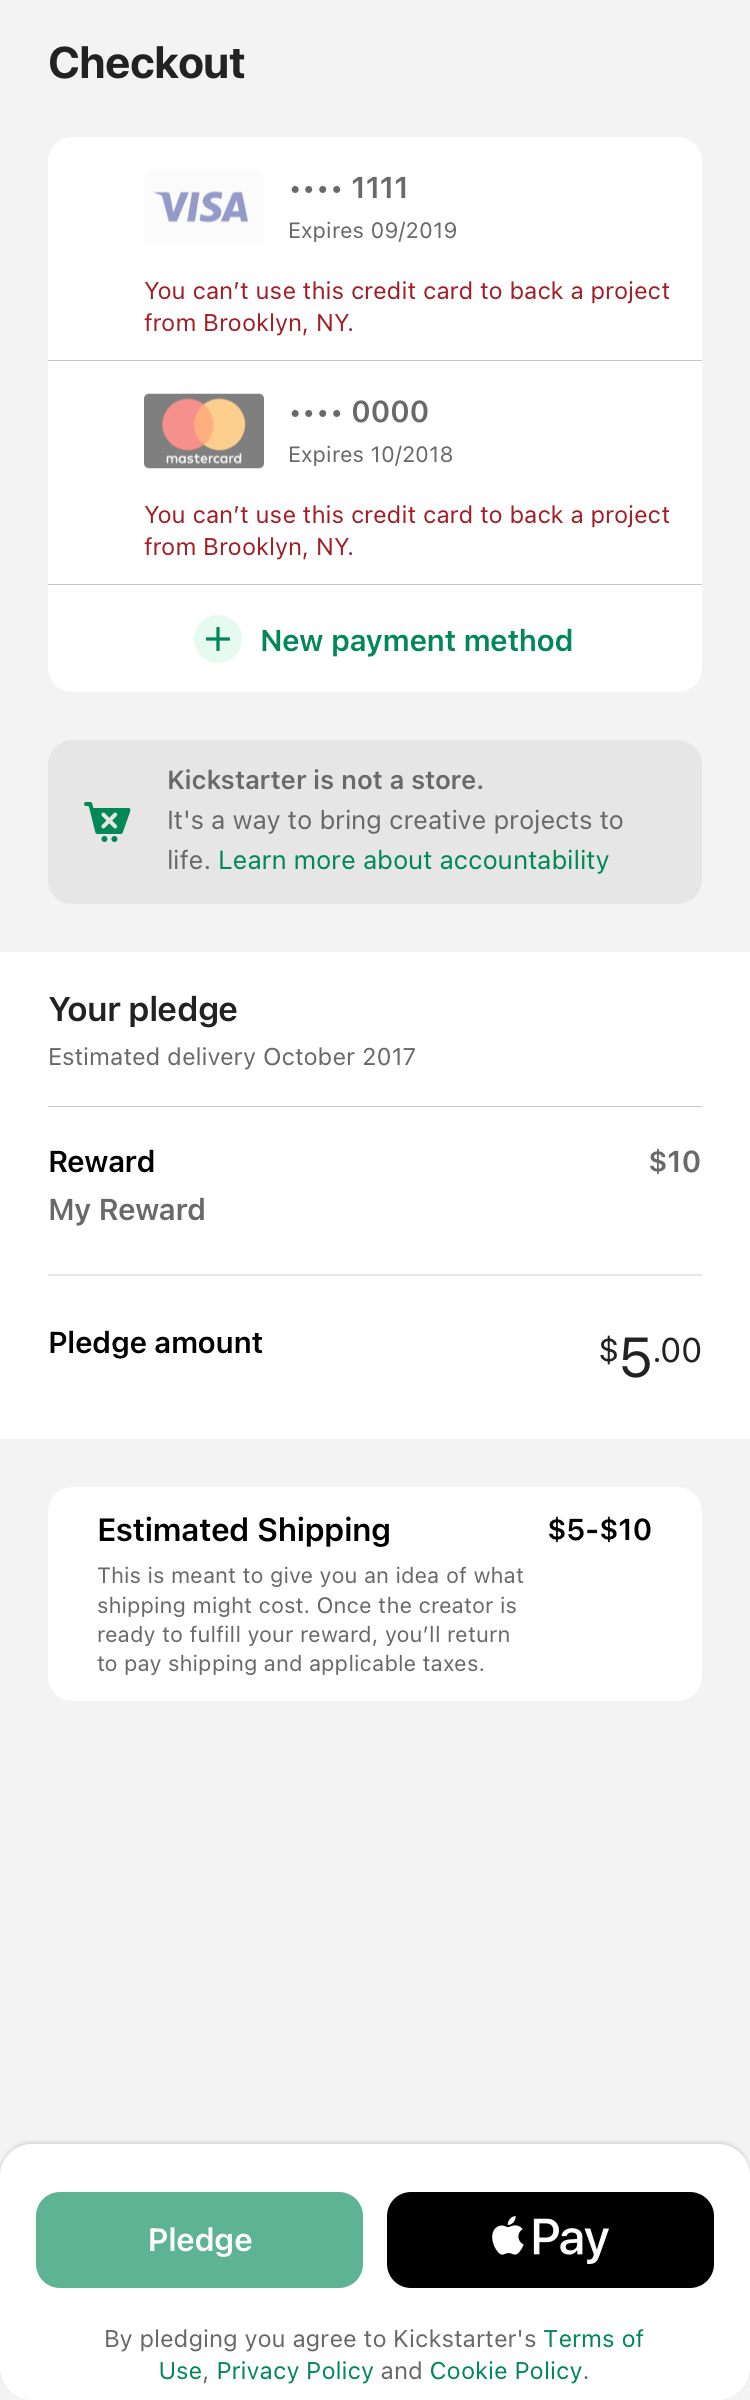 Checkout
VISA
•••• 1111
Expires 09/2019
You can’t use this credit card to back a project
from Brooklyn, NY.
mastercard
•••• 0000
Expires 10/2018
You can’t use this credit card to back a project
from Brooklyn, NY.
New payment method
Kickstarter is not a store.
It's a way to bring creative projects to
life. Learn more about accountability
Your pledge
Estimated delivery October 2017
Reward $10
My Reward
Pledge amount $5.00
Estimated Shipping $5-$10
This is meant to give you an idea of what
shipping might cost. Once the creator is
ready to fulfill your reward, you’ll return
to pay shipping and applicable taxes.
Pledge Pay
By pledging you agree to Kickstarter's Terms of
Use, Privacy Policy and Cookie Policy.